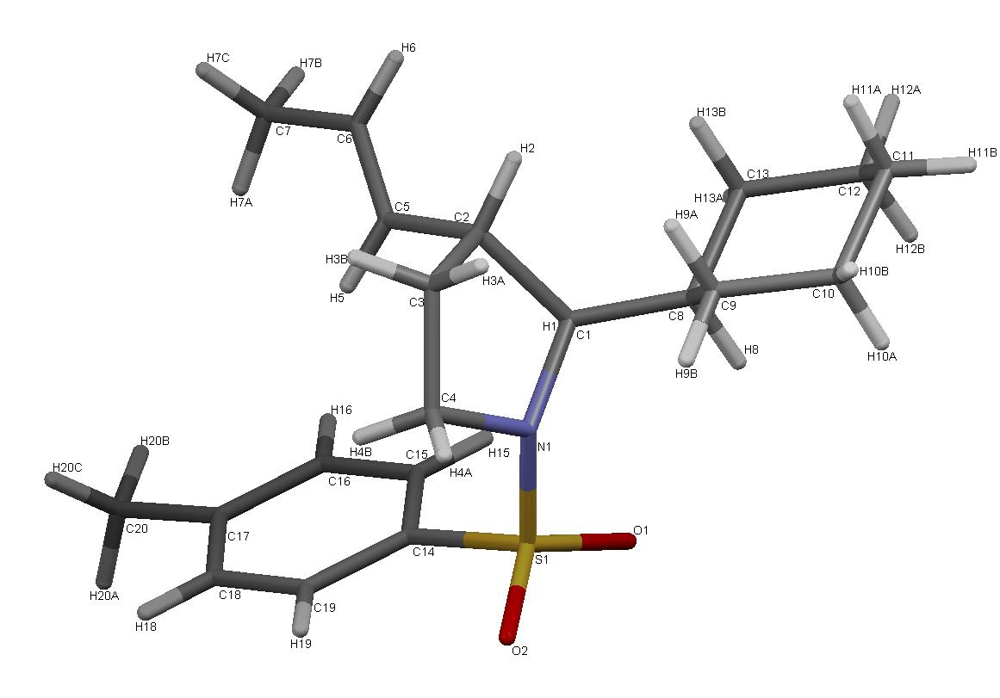 H6
H7C
H7B
C7
C6
H7A
H2
C5
C2
H3B
H3A
H5
C3
H11A
H12A
H13B
C11
H11B
C13
C12
H13A
H9A
H12B
H10B
C10
C8
C9
H1
C1
H8
H9B
H10A
C4
H16
H4B
C15
H15
N1
H4A
H20B
H20C
C16
C20
C17
C14
O1
S1
H20A
C18
C19
H18
H19
O2